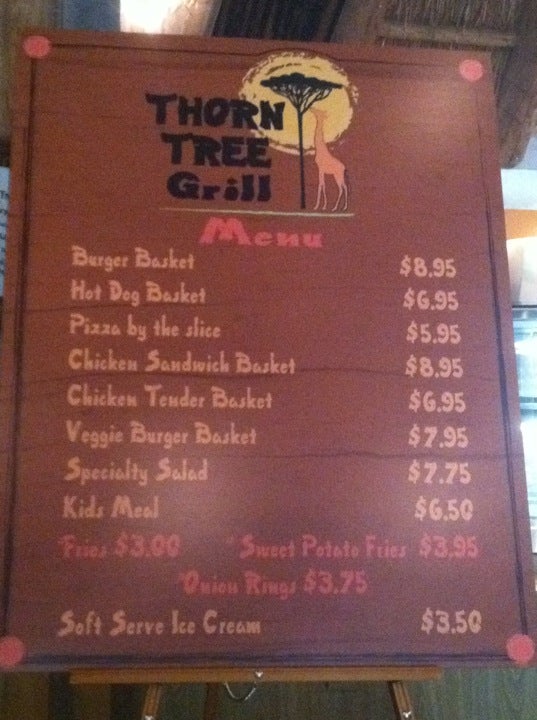 THORN
TREE
Grill
Menu
Burger Basket $8.95
Hot Dog Basket $6.95
Pizza by the slice $5.95
Chicken Sandwich Basket $8.95
Chicken Tender Basket $6.95
Veggie Burger Basket $7.95
Specialty Salad $7.75
Kids Meal $6.50
*Fries $3.00 *Sweet Potato Fries $3.95
*Onion Rings $3.75
Soft Serve Ice Cream $3.50